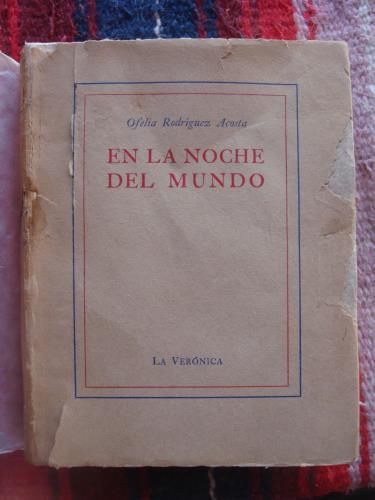 Ofelia Rodríguez Acosta
EN LA NOCHE
DEL MUNDO
LA VERÓNICA